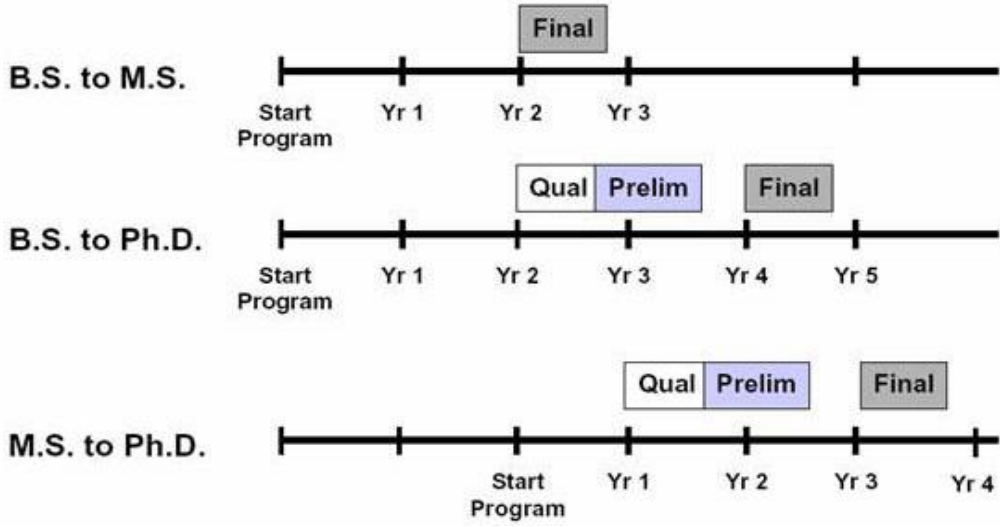 Final
B.S. to M.S.
Start Program Yr 1 Yr 2 Yr 3
Qual Prelim Final
B.S. to Ph.D.
Start Program Yr 1 Yr 2 Yr 3 Yr 4 Yr 5
Qual Prelim Final
M.S. to Ph.D.
Start Program Yr 1 Yr 2 Yr 3 Yr 4